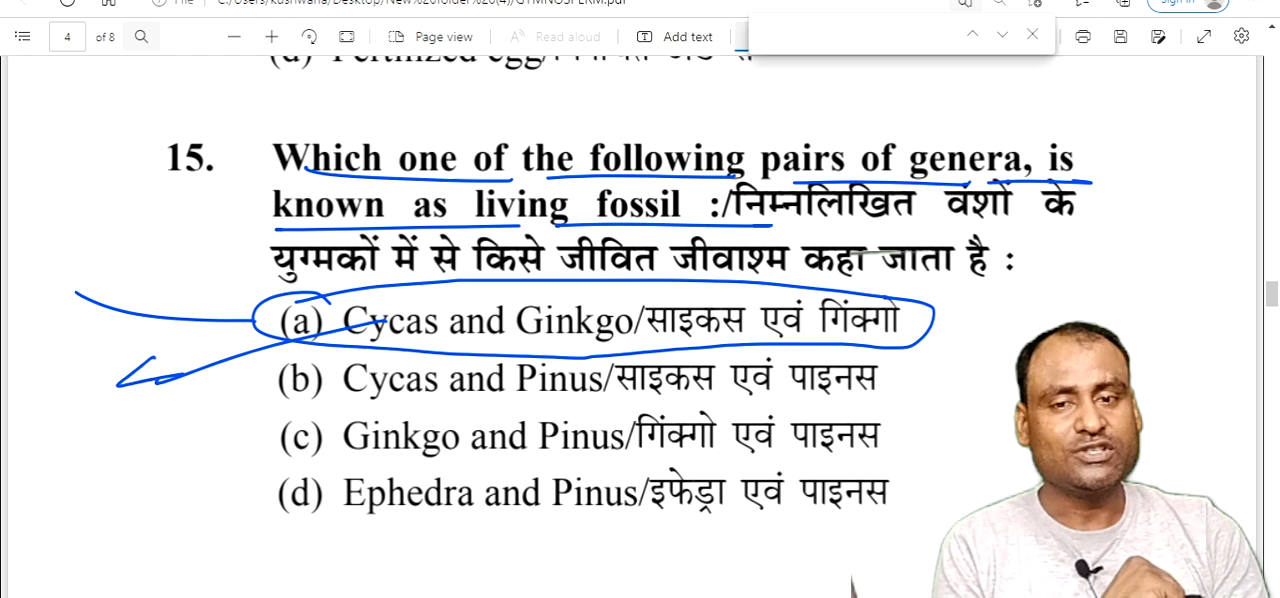 4 of 8 Page view Read aloud Add text
15. Which one of the following pairs of genera, is
known as living fossil :/निम्नलिखित वंशों के
युग्मकों में से किसे जीवित जीवाश्म कहा जाता है :
(a) Cycas and Ginkgo/साइकस एवं गिंक्गो
(b) Cycas and Pinus/साइकस एवं पाइनस
(c) Ginkgo and Pinus/गिंक्गो एवं पाइनस
(d) Ephedra and Pinus/इफेड्रा एवं पाइनस